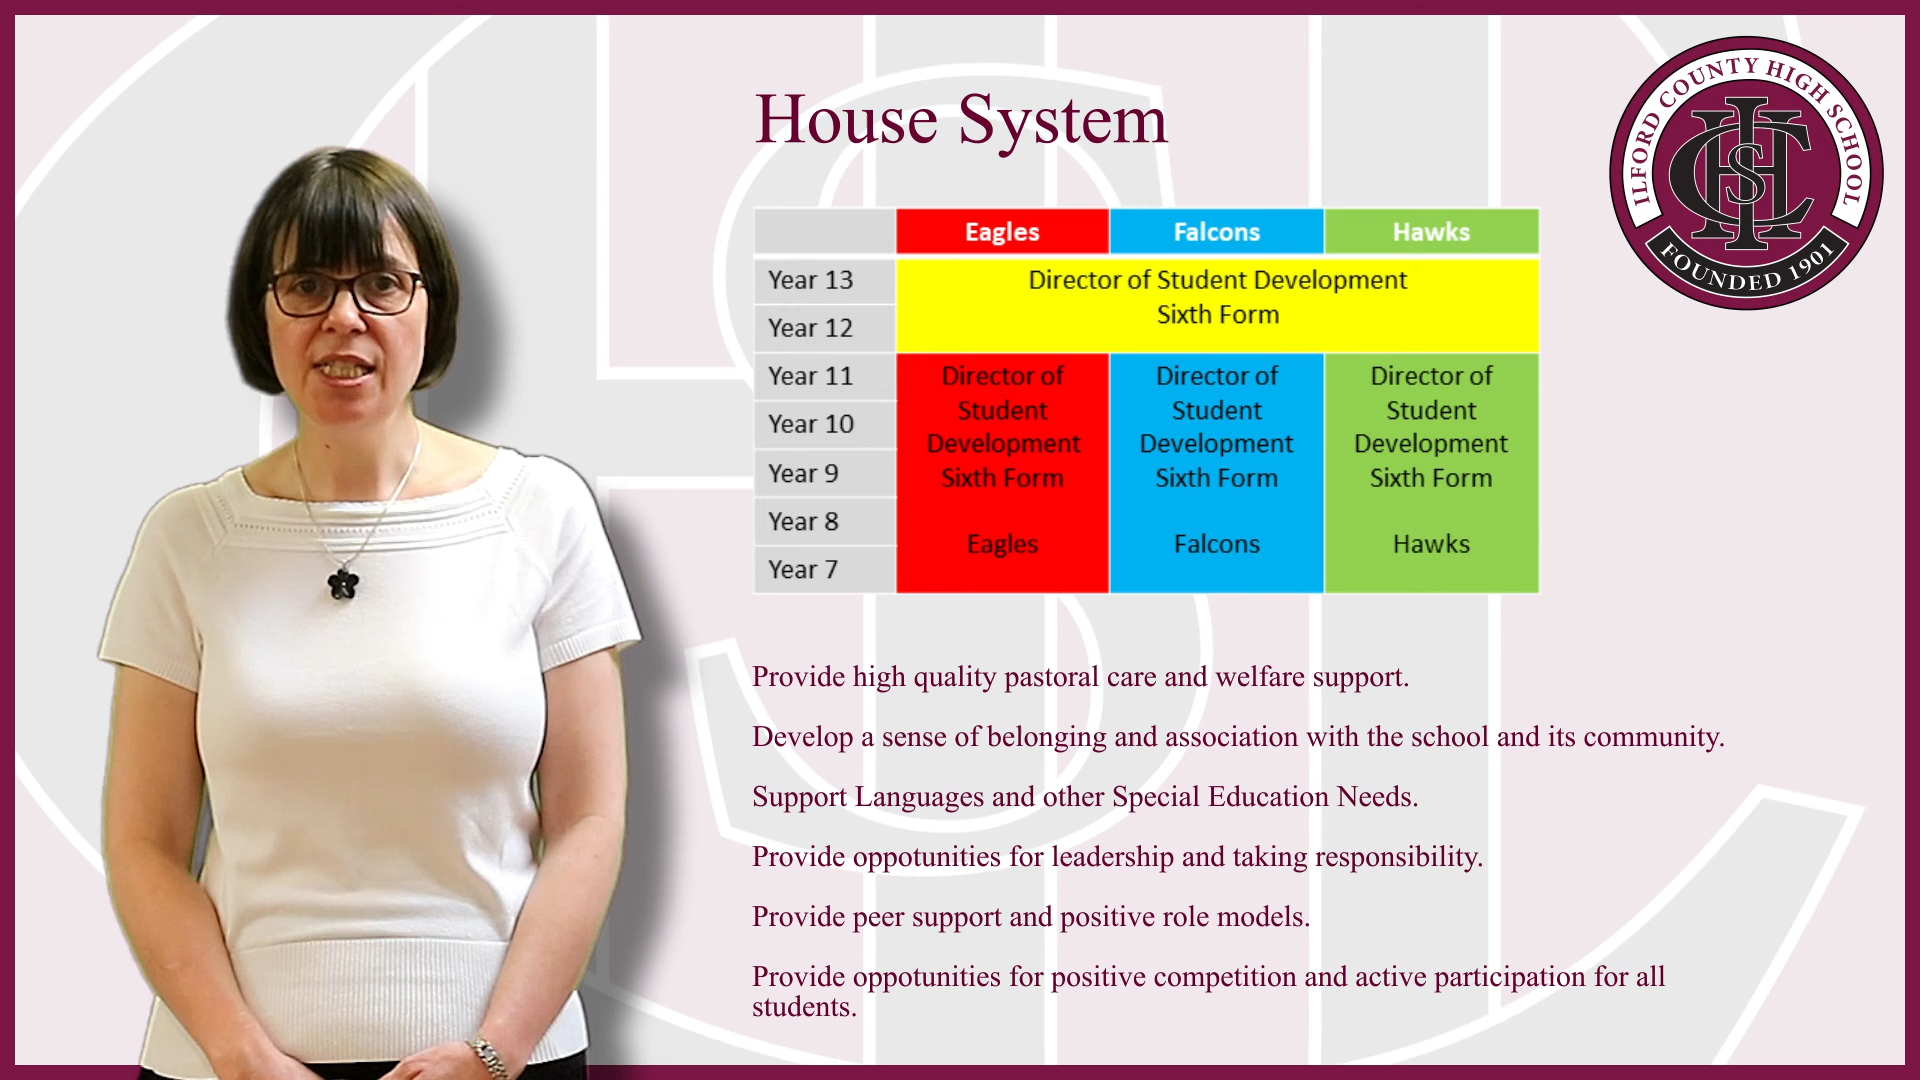 House System
ILFORD COUNTY HIGH SCHOOL
FOUNDED 1901
Eagles Falcons Hawks
Year 13
Year 12
Director of Student Development
Sixth Form
Year 11
Year 10
Year 9
Year 8
Year 7
Director of
Student
Development
Sixth Form
Eagles
Director of
Student
Development
Sixth Form
Falcons
Director of
Student
Development
Sixth Form
Hawks
Provide high quality pastoral care and welfare support.
Develop a sense of belonging and association with the school and its community.
Support Languages and other Special Education Needs.
Provide oppotunities for leadership and taking responsibility.
Provide peer support and positive role models.
Provide oppotunities for positive competition and active participation for all
students.